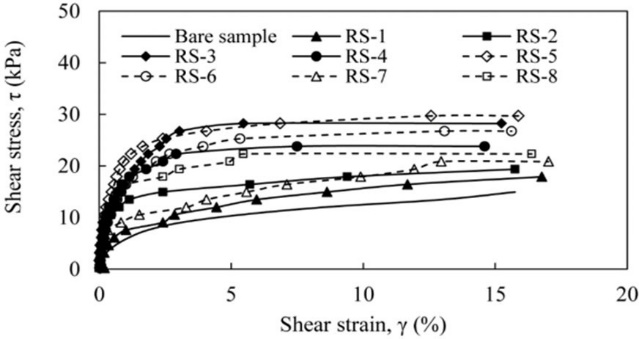 50
Bare sample RS-1 RS-2
40 RS-3 RS-4 RS-5
RS-6 RS-7 RS-8
30
20
10
0
0 5 10 15 20
Shear stress, τ (kPa)
Shear strain, γ (%)